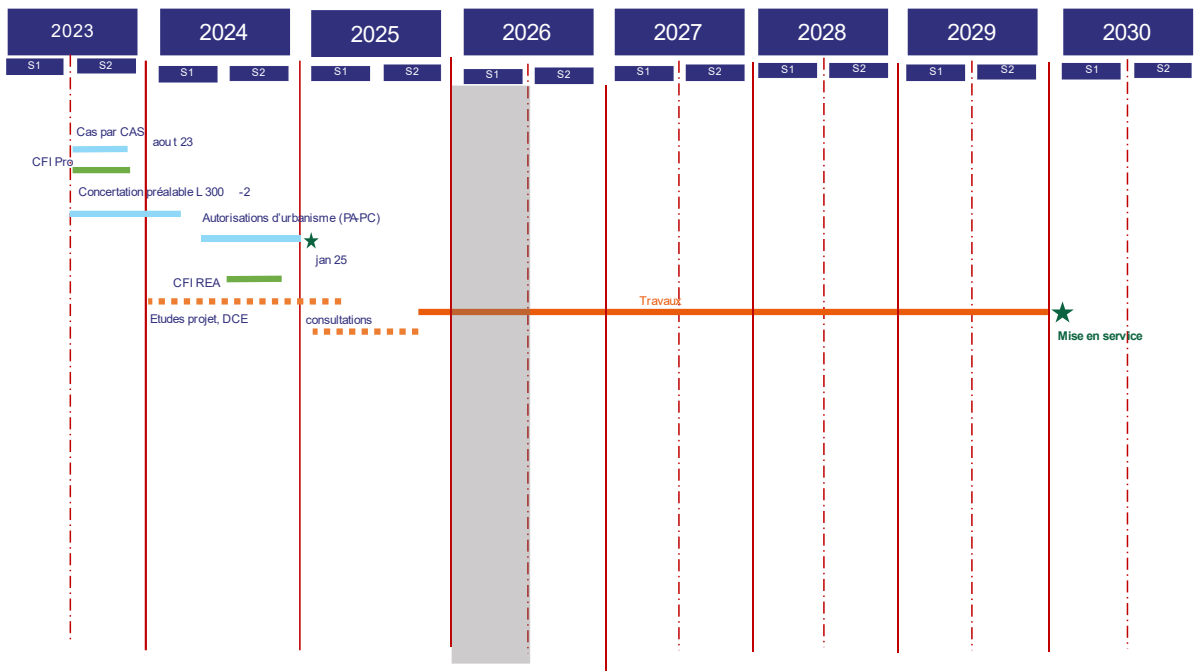 2023 2024 2025 2026 2027 2028 2029 2030
S1 S2 S1 S2 S1 S2 S1 S2 S1 S2 S1 S2 S1 S2 S1 S2
Cas par CAS
aou t 23
CFI Pro
Concertation préalable L 300 -2
Autorisations d'urbanisme (PA-PC)
jan 25
CFI REA
Travaux
Etudes projet, DCE
consultations
Mise en service